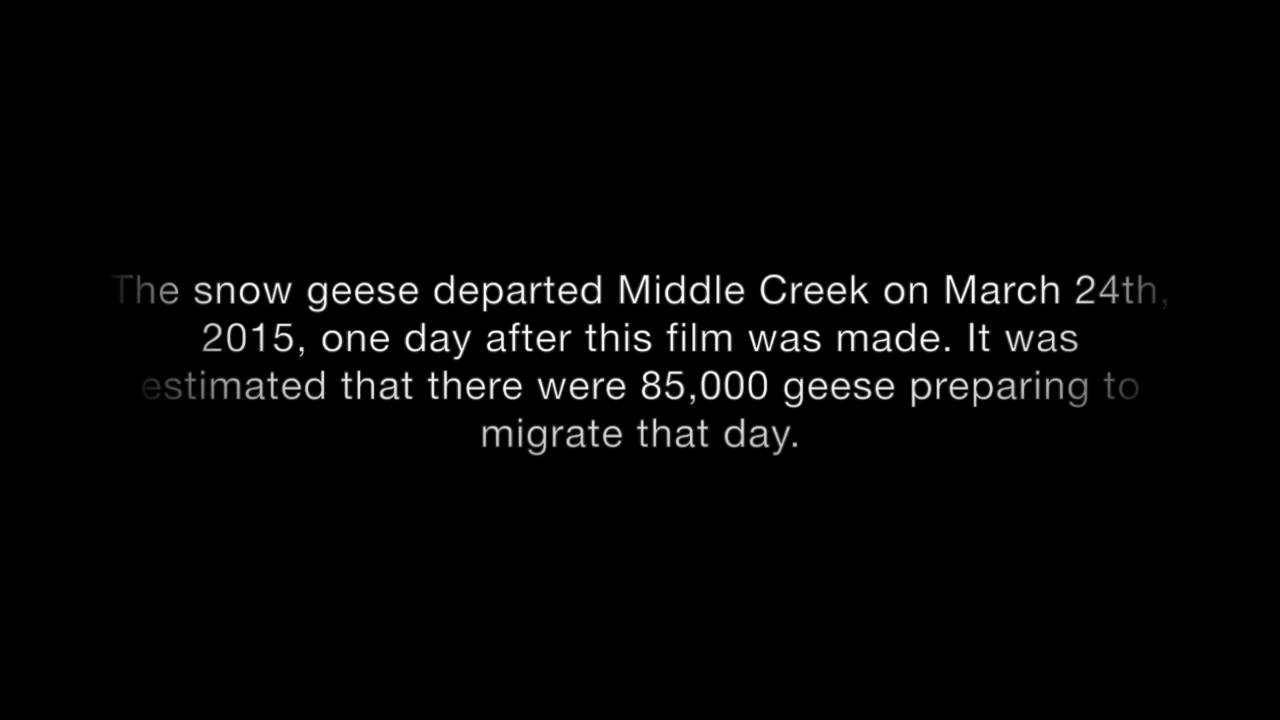 The snow geese departed Middle Creek on March 24th,
2015, one day after this film was made. It was
estimated that there were 85,000 geese preparing to
migrate that day.